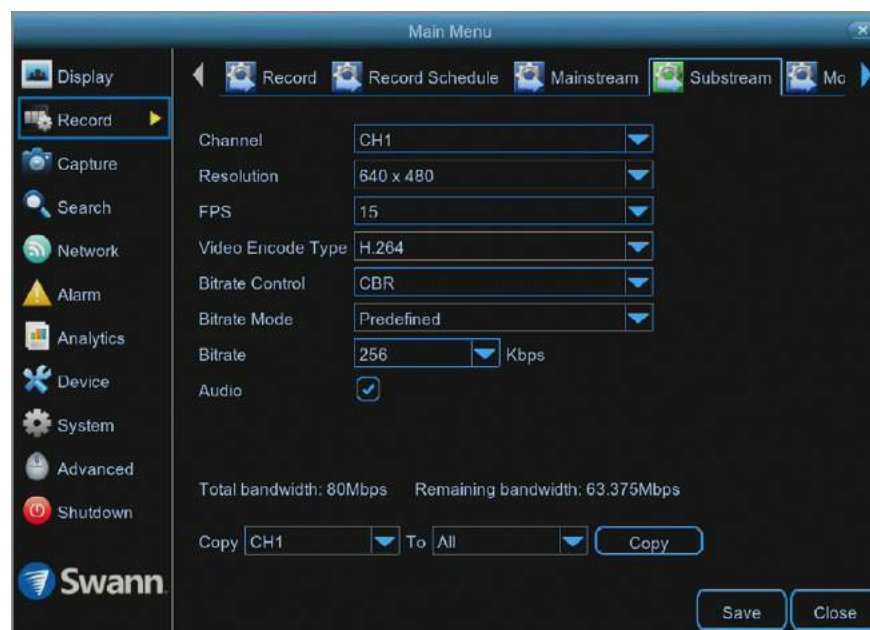 Main Menu
Display
Record
Capture
Search
Network
Alarm
Analytics
Device
System
Advanced
Shutdown
Swann
Record Record Schedule Mainstream Substream Mo
Channel CH1
Resolution 640 x 480
FPS 15
Video Encode Type H.264
Bitrate Control CBR
Bitrate Mode Predefined
Bitrate 256 Kbps
Audio
Total bandwidth: 80Mbps Remaining bandwidth: 63.375Mbps
Copy CH1 To All Copy
Save Close